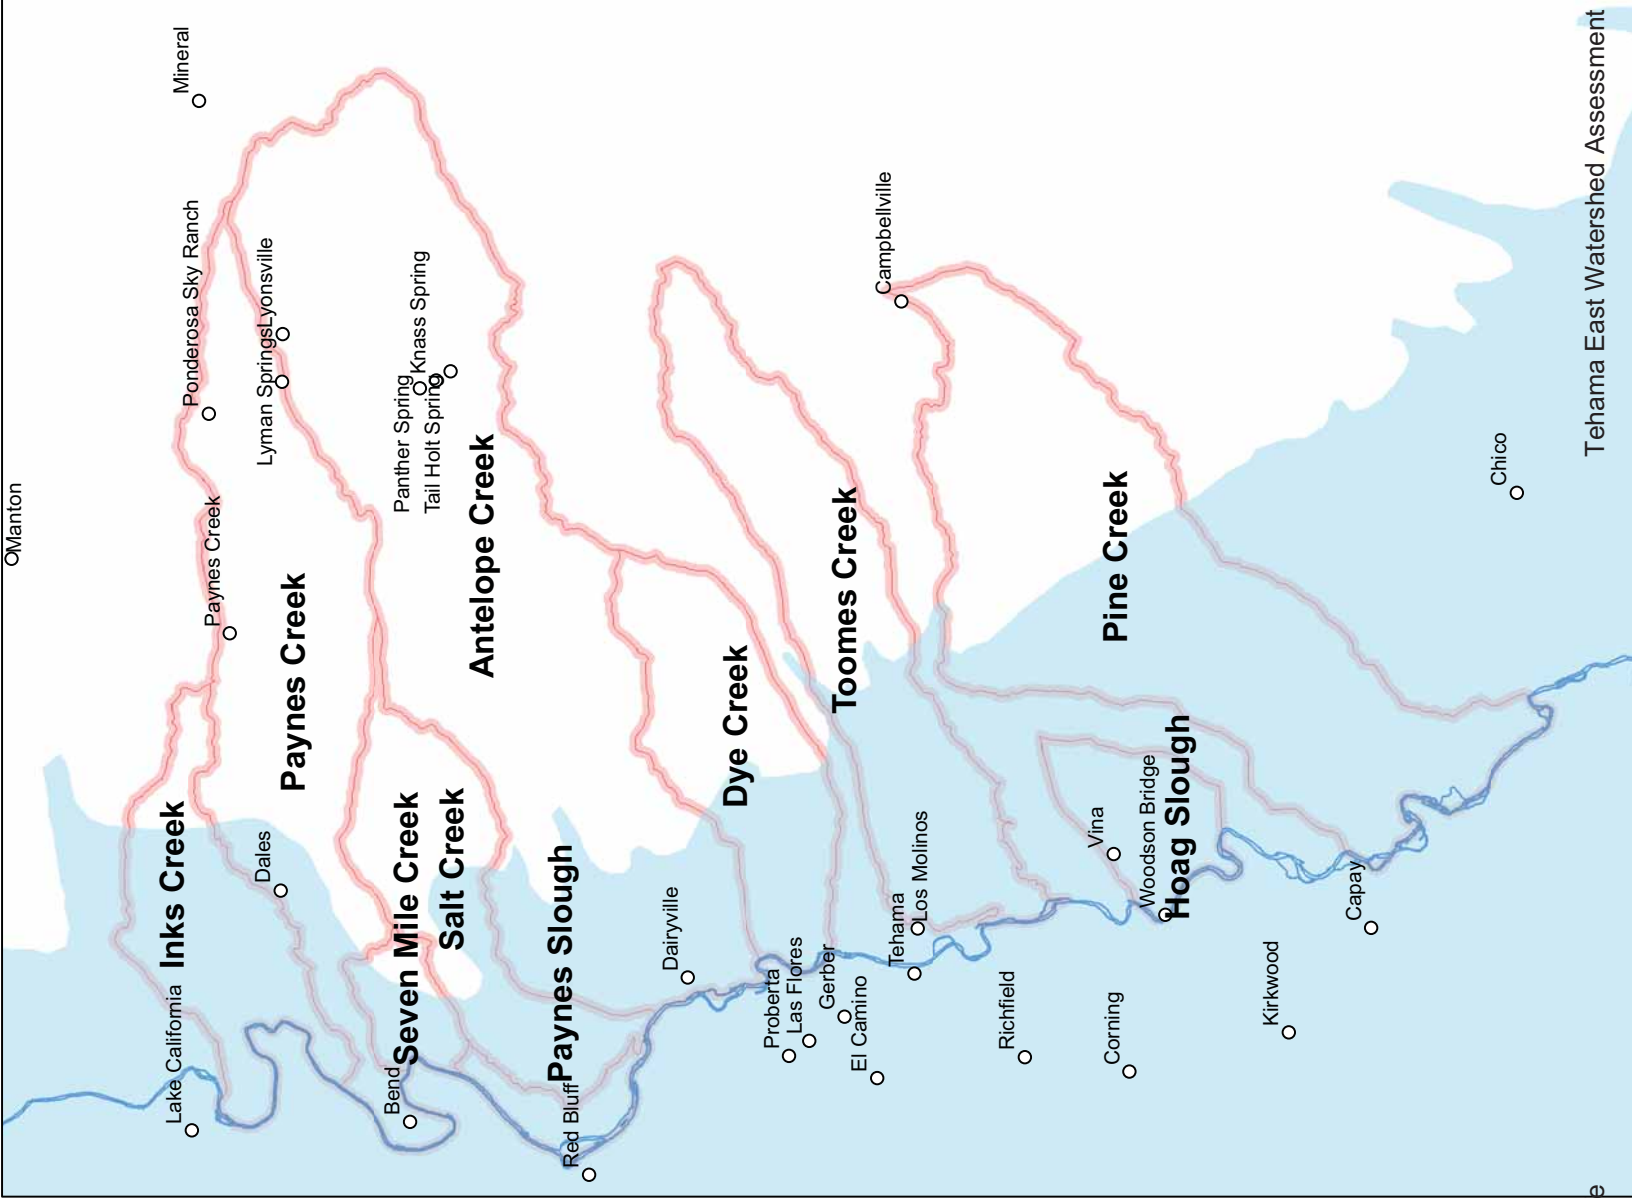 Manton
Mineral
Ponderosa Sky Ranch
Paynes Creek
Lyman Springs
Lyonsville
Paynes Creek
Panther Spring
Knass Spring
Tail Holt Spring
Antelope Creek
Inks Creek
Dales
Lake California
Seven Mile Creek
Salt Creek
Bend
Paynes Slough
Red Bluff
Dairyville
Dye Creek
Proberta
Las Flores
Gerber
El Camino
Toomes Creek
Campbellville
Tehama
Los Molinos
Richfield
Corning
Vina
Pine Creek
Woodson Bridge
Hoag Slough
Kirkwood
Capay
Chico
Tehama East Watershed Assessment
e